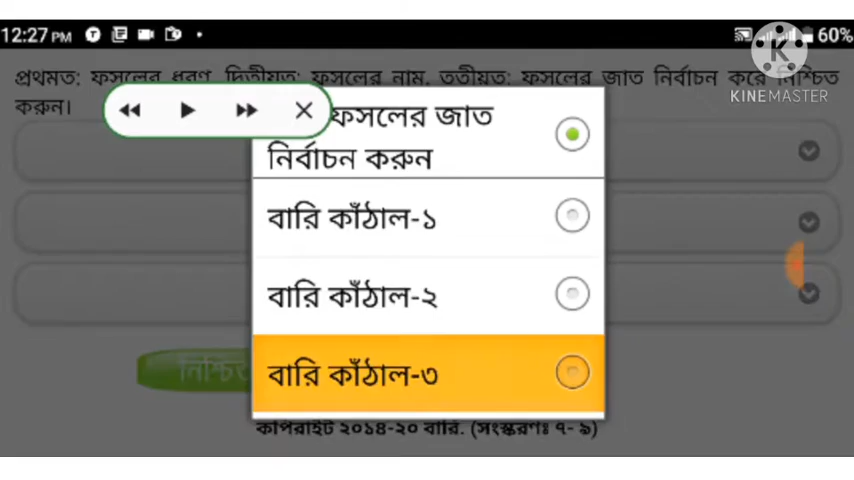 12:27 PM
60%
KINEMASTER
প্রথমত: ফসলের ধরণ, দ্বিতীয়ত: ফসলের নাম, তৃতীয়ত: ফসলের জাত নির্বাচন করে নিশ্চিত
করুন।
ফসলের জাত
নির্বাচন করুন
বারি কাঁঠাল-১
বারি কাঁঠাল-২
বারি কাঁঠাল-৩
কপিরাইট ২০১৪-২০ বারি. (সংস্করণঃ ৭- ৯)